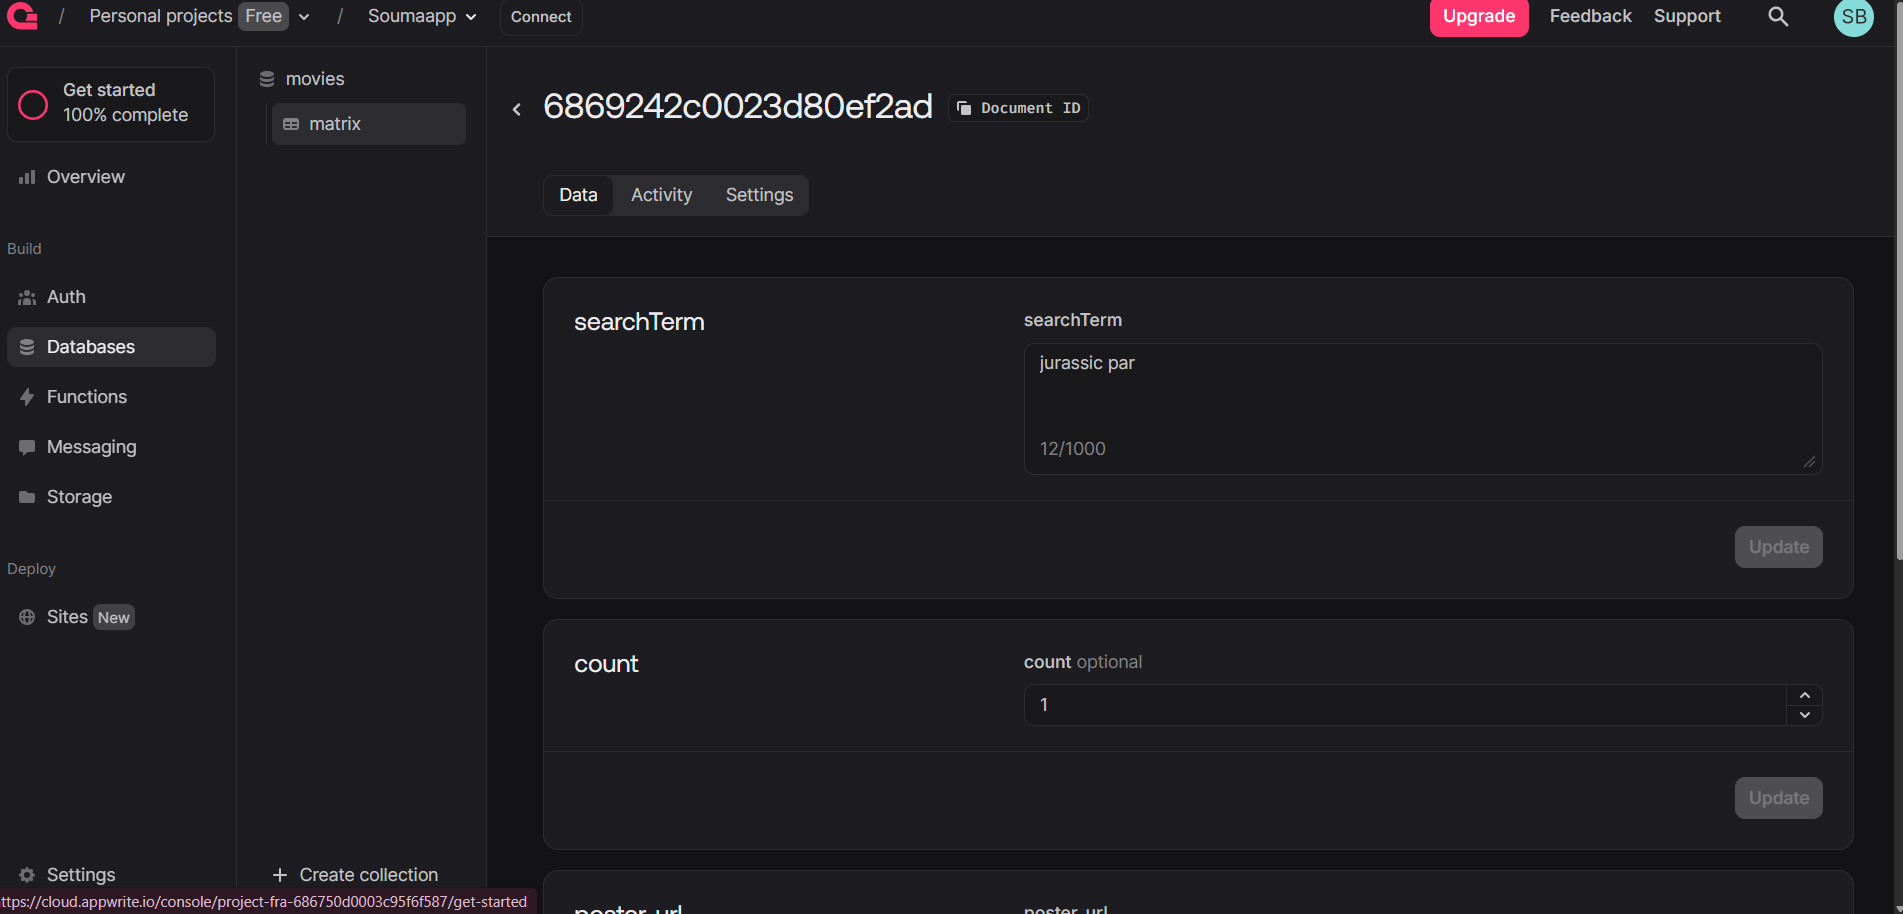 / Personal projects Free / Soumaapp Connect Upgrade Feedback Support SB
Get started
100% complete
Overview
Build
Auth
Databases
Functions
Messaging
Storage
Deploy
Sites New
Settings
movies
matrix
+ Create collection
6869242c0023d80ef2ad Document ID
Data Activity Settings
searchTerm
searchTerm
jurassic par
12/1000
Update
count
count optional
1
Update
poster_url
poster_url
ttps://cloud.appwrite.io/console/project-fra-686750d0003c95f6f587/get-started